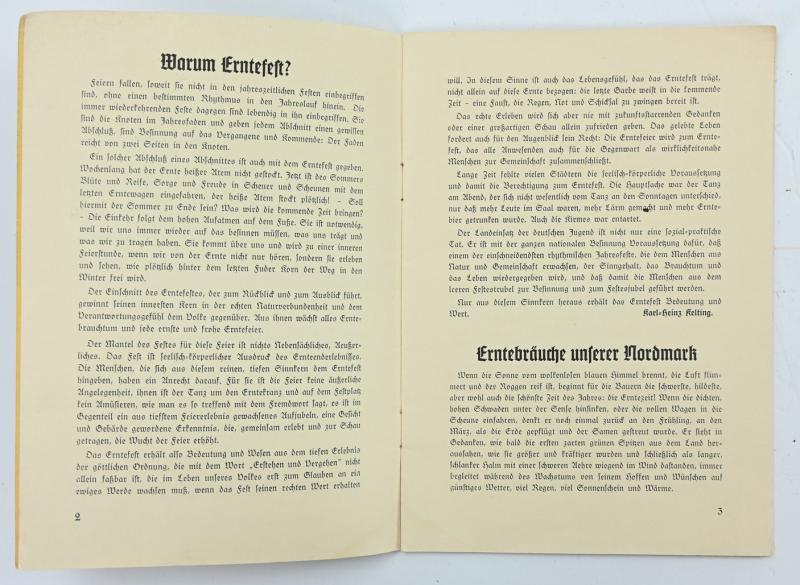 Warum Erntefest?
Feiern fallen, soweit sie nicht in den jahreszeitlichen Festen einbegriffen
sind, ohne einen bestimmten Rhythmus in den Jahreslauf hinein. Die
immer wiederkehrenden Feste dagegen sind lebendig in ihn einbegriffen. Sie
sind die Knoten im Jahresfaden und geben jedem Abschnitt einen gewissen
Abschluß, sind Besinnung auf das Vergangene und Kommende: Der Faden
reicht von zwei Seiten in den Knoten.
Ein solcher Abschluß eines Abschnittes ist auch mit dem Erntefest gegeben.
Wochenlang hat der Ernte heißer Atem nicht gestockt. Jetzt ist des Sommers
Blüte und Reife, Sorge und Freude in Scheuer und Scheunen mit dem
letzten Erntewagen eingefahren, der heiße Atem stockt plötzlich! – Soll
hiermit der Sommer zu Ende sein? Was wird die kommende Zeit bringen?
– Die Einkehr folgt dem hohen Aufatmen auf dem Fuße. Sie ist notwendig,
weil wir uns immer wieder auf das besinnen müssen, was uns trägt und
was wir zu tragen haben. Sie kommt über uns und wird zu einer inneren
Feierstunde, wenn wir von der Ernte nicht nur hören, sondern sie erleben
und sehen, wie plötzlich hinter dem letzten Fuder Korn der Weg in den
Winter frei wird.
Der Einschnitt des Erntefestes, der zum Rückblick und zum Ausblick führt,
gewinnt seinen innersten Kern in der echten Naturverbundenheit und dem
Verantwortungsgefühl dem Volke gegenüber. Aus ihnen wächst alles Ernte-
brauchtum und jede ernste und frohe Erntefeier.
Der Mantel des Festes für diese Feier ist nichts Nebensächliches, Äußer-
liches. Das Fest ist seelisch-körperlicher Ausdruck des Ernteenderlebnisses.
Die Menschen, die sich aus diesem reinen, tiefen Sinnkern dem Erntefest
hingeben, haben ein Anrecht darauf. Für sie ist die Feier keine äußerliche
Angelegenheit, ihnen ist der Tanz um den Erntekranz und auf dem Festplatz
kein Amüsieren, wie man es so treffend mit dem Fremdwort sagt, es ist im
Gegenteil ein aus tiefstem Feiererlebnis gewachsenes Aufjubeln, eine Gesicht
und Gebärde gewordene Erkenntnis, die, gemeinsam erlebt und zur Schau
getragen, die Wucht der Feier erhöht.
Das Erntefest erhält also Bedeutung und Wesen aus dem tiefen Erlebnis
der göttlichen Ordnung, die mit dem Wort „Erstehen und Vergehen" nicht
allein faßbar ist, die im Leben unseres Volkes erst zum Glauben an ein
ewiges Werde wachsen muß, wenn das Fest seinen rechten Wert erhalten
2
will. In diesem Sinne ist auch das Lebensgefühl, das das Erntefest trägt,
nicht allein auf diese Ernte bezogen: die letzte Garbe weist in die kommende
Zeit – eine Faust, die Regen, Not und Schicksal zu zwingen bereit ist.
Das echte Erleben wird sich aber nie mit zukunftsstarrenden Gedanken
oder einer großartigen Schau allein zufrieden geben. Das gelebte Leben
fordert auch für den Augenblick sein Recht: Die Erntefeier wird zum Ernte-
fest, das alle Anwesenden auch für die Gegenwart als wirklichkeitsnahe
Menschen zur Gemeinschaft zusammenschließt.
Lange Zeit fehlte vielen Städtern die seelisch-körperliche Voraussetzung
und damit die Berechtigung zum Erntefest. Die Hauptsache war der Tanz
am Abend, der sich nicht wesentlich vom Tanz an den Sonntagen unterschied,
nur daß mehr Leute im Saal waren, mehr Lärm gemacht und mehr Ernte-
bier getrunken wurde. Auch die Kirmes war entartet.
Der Landeinsatz der deutschen Jugend ist nicht nur eine sozial-praktische
Tat. Er ist mit der ganzen nationalen Besinnung Voraussetzung dafür, daß
einem der einschneidendsten rhythmischen Jahresfeste, die dem Menschen aus
Natur und Gemeinschaft erwachsen, der Sinngehalt, das Brauchtum und
das Leben wiedergegeben wird, und daß damit die Menschen aus dem
leeren Festestrubel zur Besinnung und zum Festesjubel geführt werden.
Nur aus diesem Sinnkern heraus erhält das Erntefest Bedeutung und
Wert. Karl-Heinz Kelting.
Erntebräuche unserer Nordmark
Wenn die Sonne vom wolkenlosen blauen Himmel brennt, die Luft flim-
mert und der Roggen reif ist, beginnt für die Bauern die schwerste, hildeste,
aber wohl auch die schönste Zeit des Jahres: die Erntezeit! Wenn die dichten,
hohen Schwaden unter der Sense hinsinken, oder die vollen Wagen in die
Scheune einfahren, denkt er noch einmal zurück an den Frühling, an den
März, als die Erde gepflügt und der Samen gestreut wurde. Er sieht in
Gedanken, wie bald die ersten zarten grünen Spitzen aus dem Land her-
aussahen, wie sie größer und kräftiger wurden und schließlich als langer,
schlanker Halm mit einer schweren Aehre wiegend im Wind dastanden, immer
begleitet während des Wachstums von seinem Hoffen und Wünschen auf
günstiges Wetter, viel Regen, viel Sonnenschein und Wärme.
3